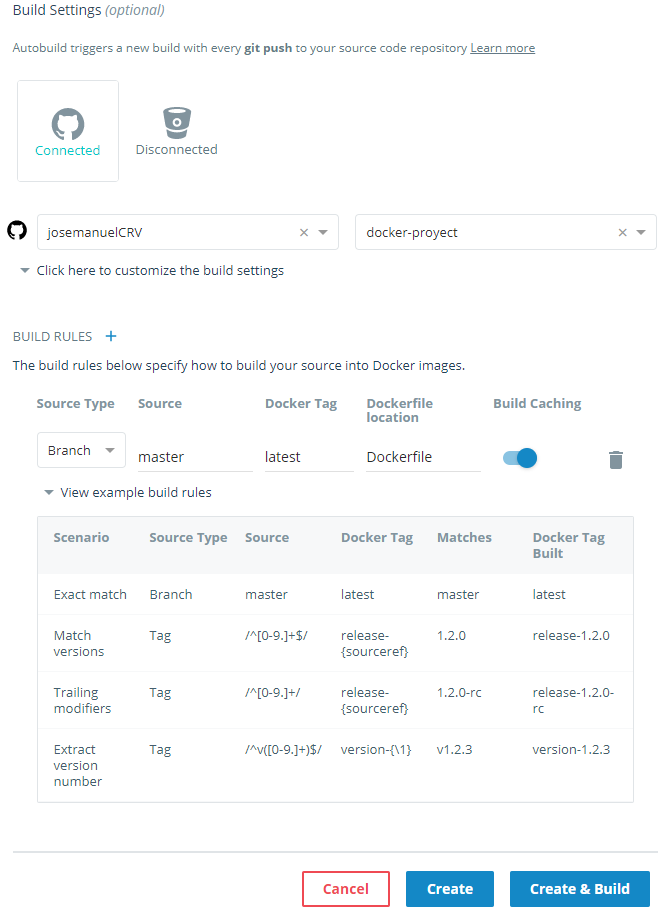 Build Settings (optional)
Autobuild triggers a new build with every git push to your source code repository Learn more
Connected
Disconnected
josemanuelCRV
docker-proyect
Click here to customize the build settings
BUILD RULES +
The build rules below specify how to build your source into Docker images.
Source Type Source Docker Tag Dockerfile location Build Caching
Branch master latest Dockerfile
View example build rules
Scenario Source Type Source Docker Tag Matches Docker Tag Built
Exact match Branch master latest master latest
Match versions Tag /^[0-9.]+$/ release-{sourceref} 1.2.0 release-1.2.0
Trailing modifiers Tag /^[0-9.]+/ release-{sourceref} 1.2.0-rc release-1.2.0-rc
Extract version number Tag /^v([0-9.]+)$/ version-{\1} v1.2.3 version-1.2.3
Cancel Create Create & Build